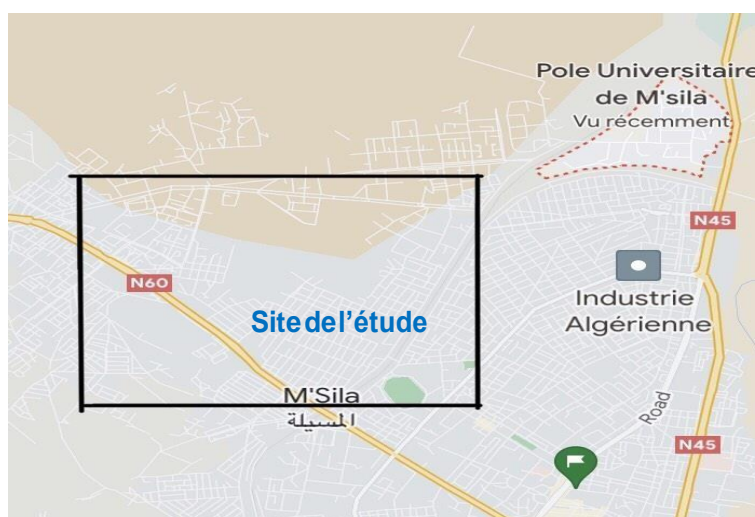 Pole Universitaire
de M'sila
Vu récemment
N45
N60
Industrie
Algérienne
Site de l'étude
M'Sila
المسيلة
Road
N45